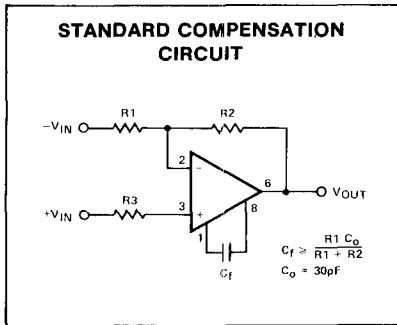 STANDARD COMPENSATION
CIRCUIT
R1
R2
−VIN
2
−
6
VOUT
+VIN
R3
3
+
8
1
Cf
Cf ≥ R1 Co
R1 + R2
Co = 30pF